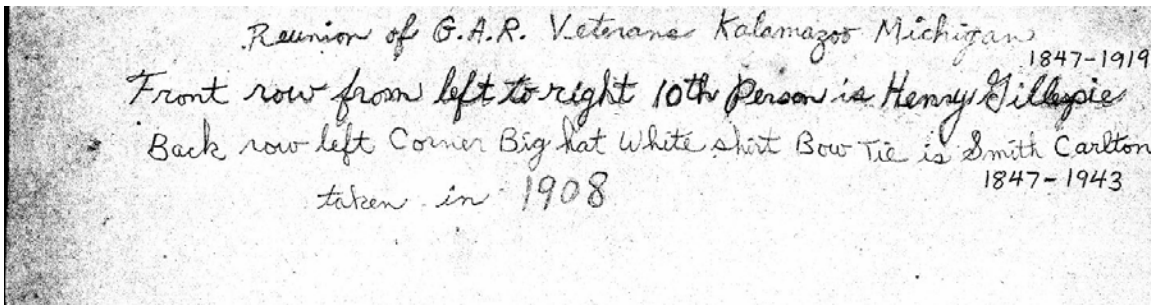 Reunion of G.A.R. Veterans Kalamazoo Michigan
1847-1919
Front row from left to right 10th Person is Henry Gillespie
Back row left Corner Big hat White shirt Bow Tie is Smith Carlton
1847-1943
taken in 1908